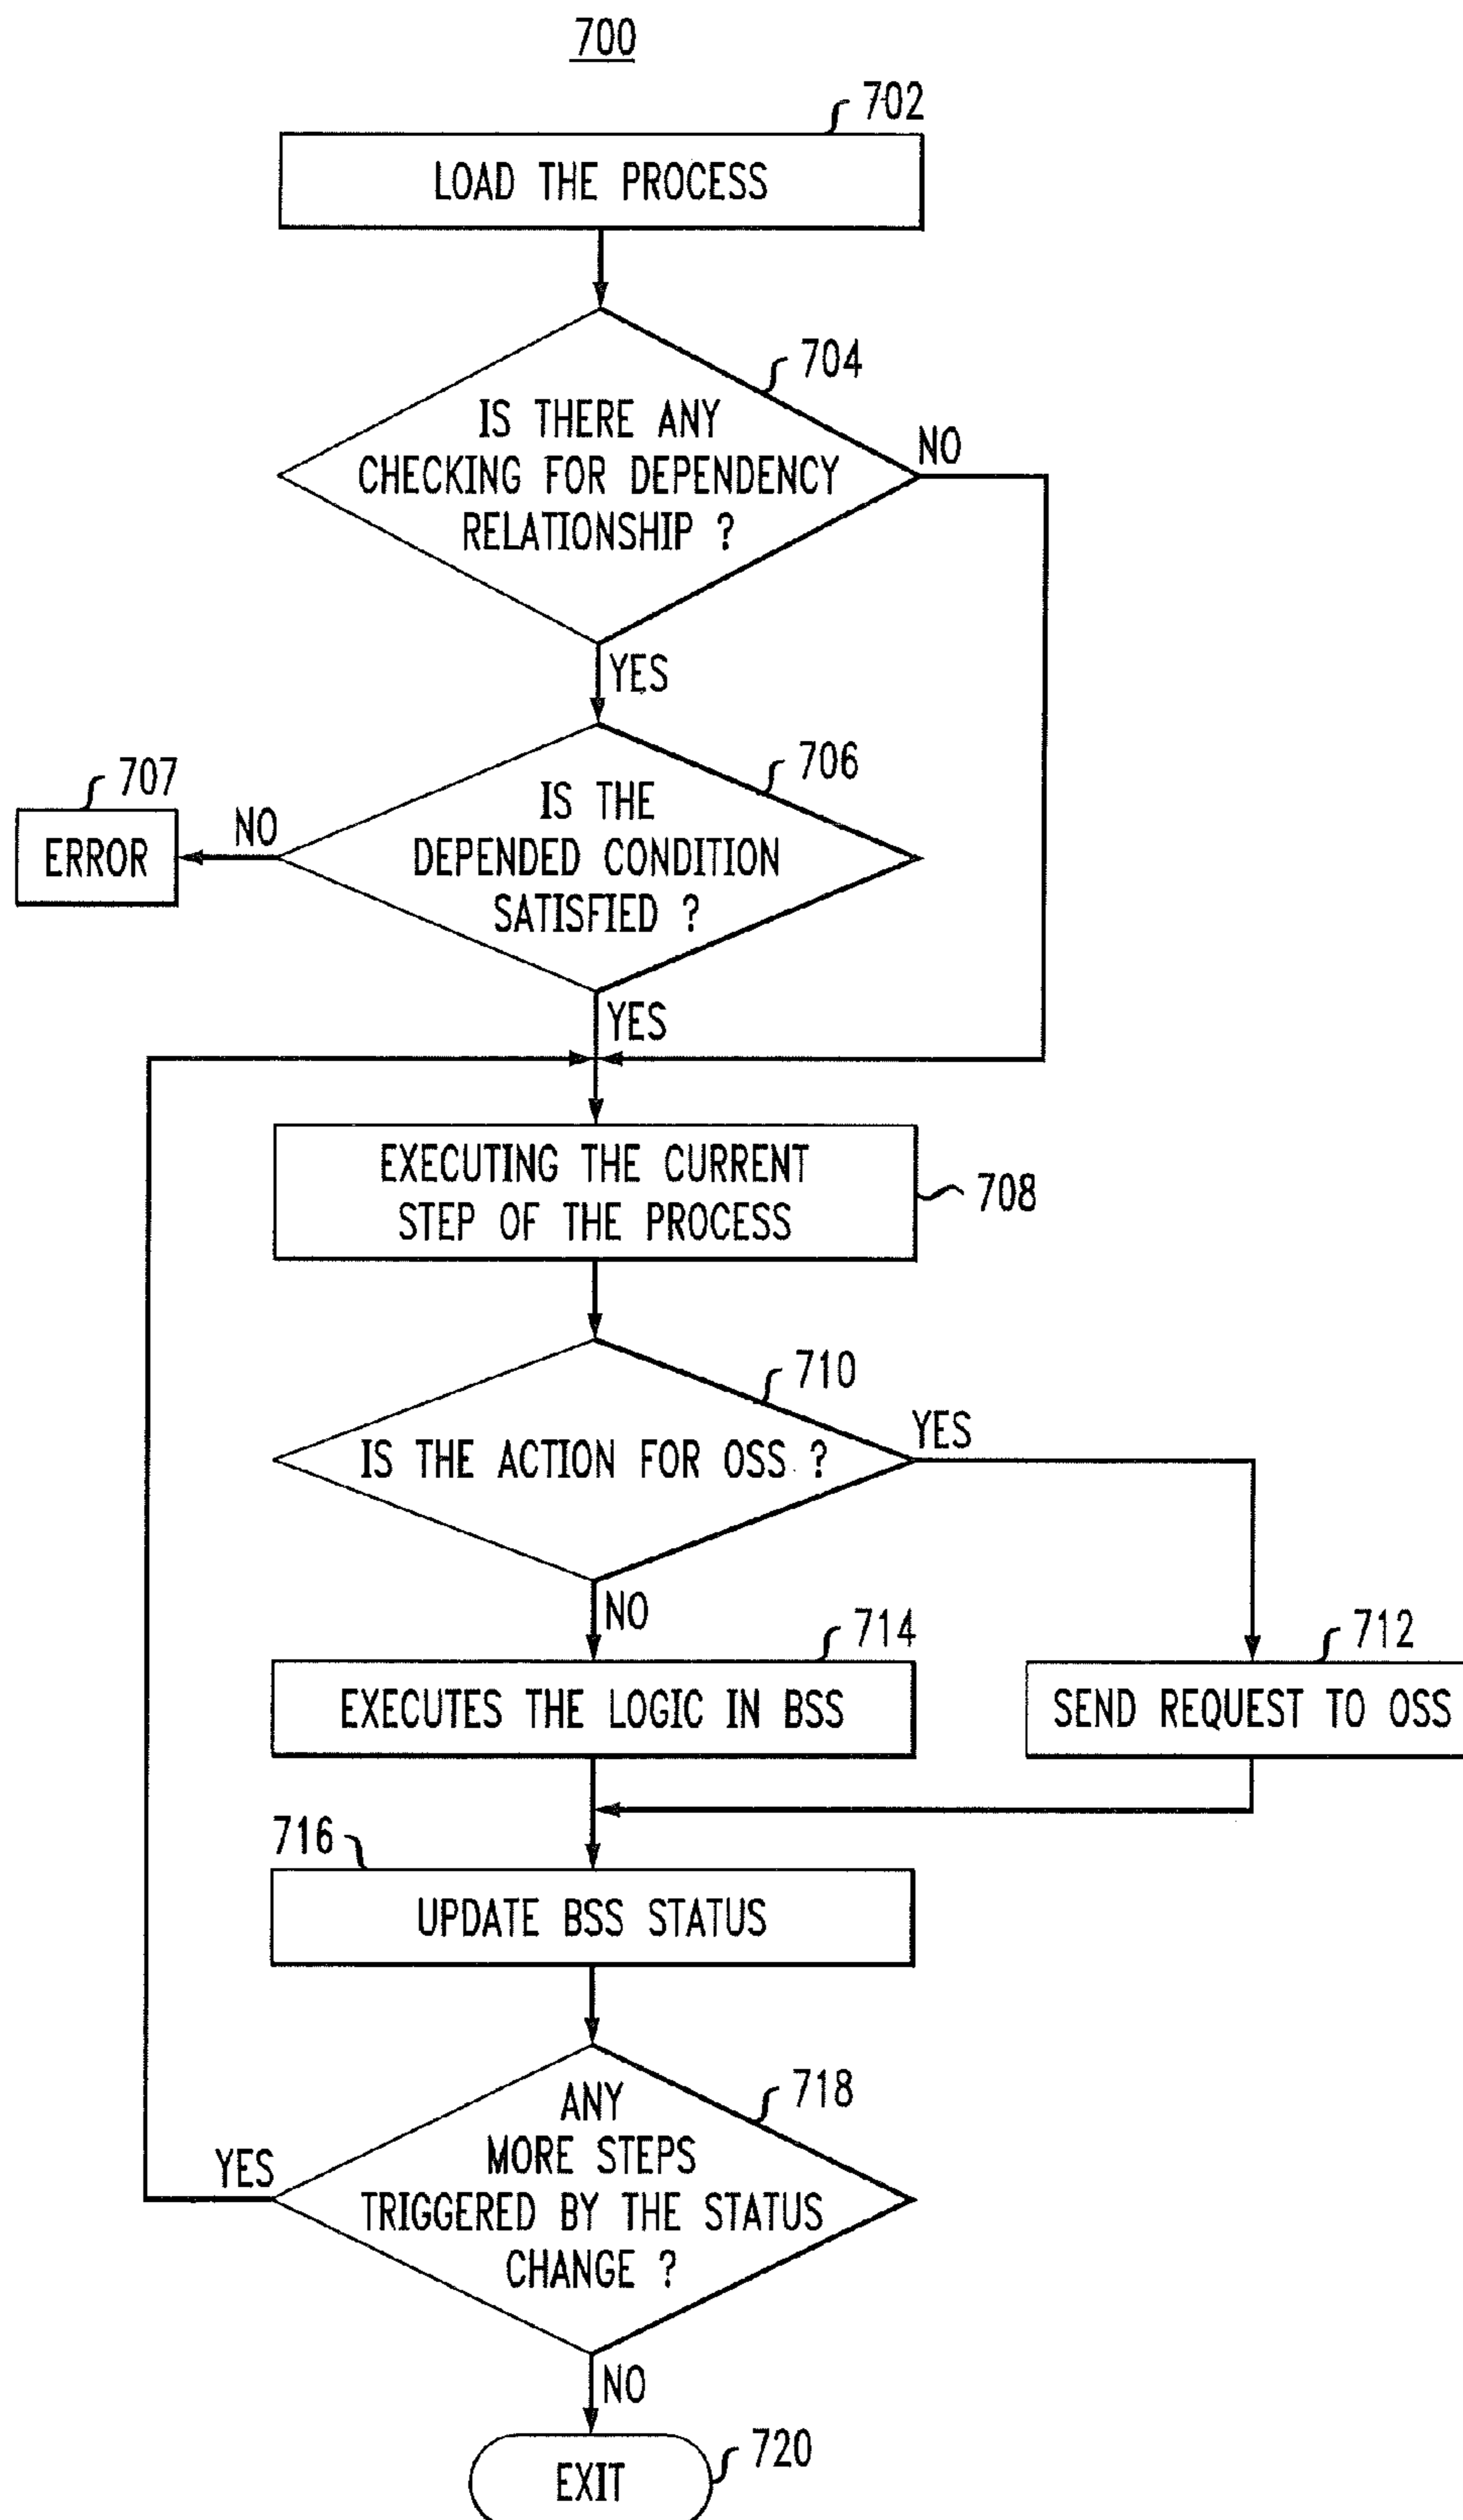 700
702
LOAD THE PROCESS
704
IS THERE ANY
CHECKING FOR DEPENDENCY
RELATIONSHIP ?
NO
YES
706
707
IS THE
DEPENDED CONDITION
SATISFIED ?
NO
ERROR
YES
EXECUTING THE CURRENT
STEP OF THE PROCESS
708
710
IS THE ACTION FOR OSS ?
YES
NO
714
712
EXECUTES THE LOGIC IN BSS
SEND REQUEST TO OSS
716
UPDATE BSS STATUS
718
ANY
MORE STEPS
TRIGGERED BY THE STATUS
CHANGE ?
YES
NO
720
EXIT